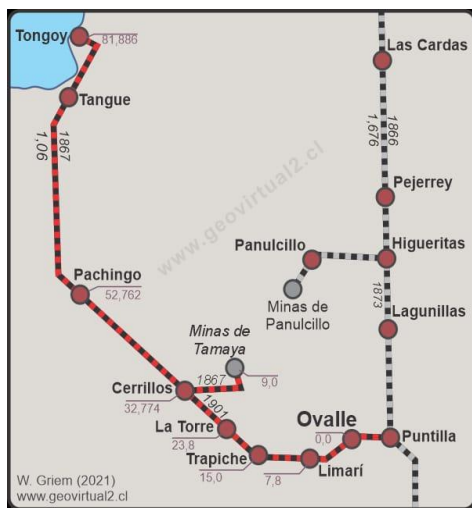 Tongoy
81,886
Las Cardas
Tangue
1867
1,06
1866
1,676
www.geovirtual2.cl
Pejerrey
Panulcillo
Higueritas
Pachingo
52,762
1873
Minas de
Panulcillo
Lagunillas
Minas de
Tamaya
1867
9,0
Cerrillos
32,774
1901
La Torre
23,8
Ovalle
0,0
Puntilla
Trapiche
15,0
Limarí
7,8
W. Griem (2021)
www.geovirtual2.cl